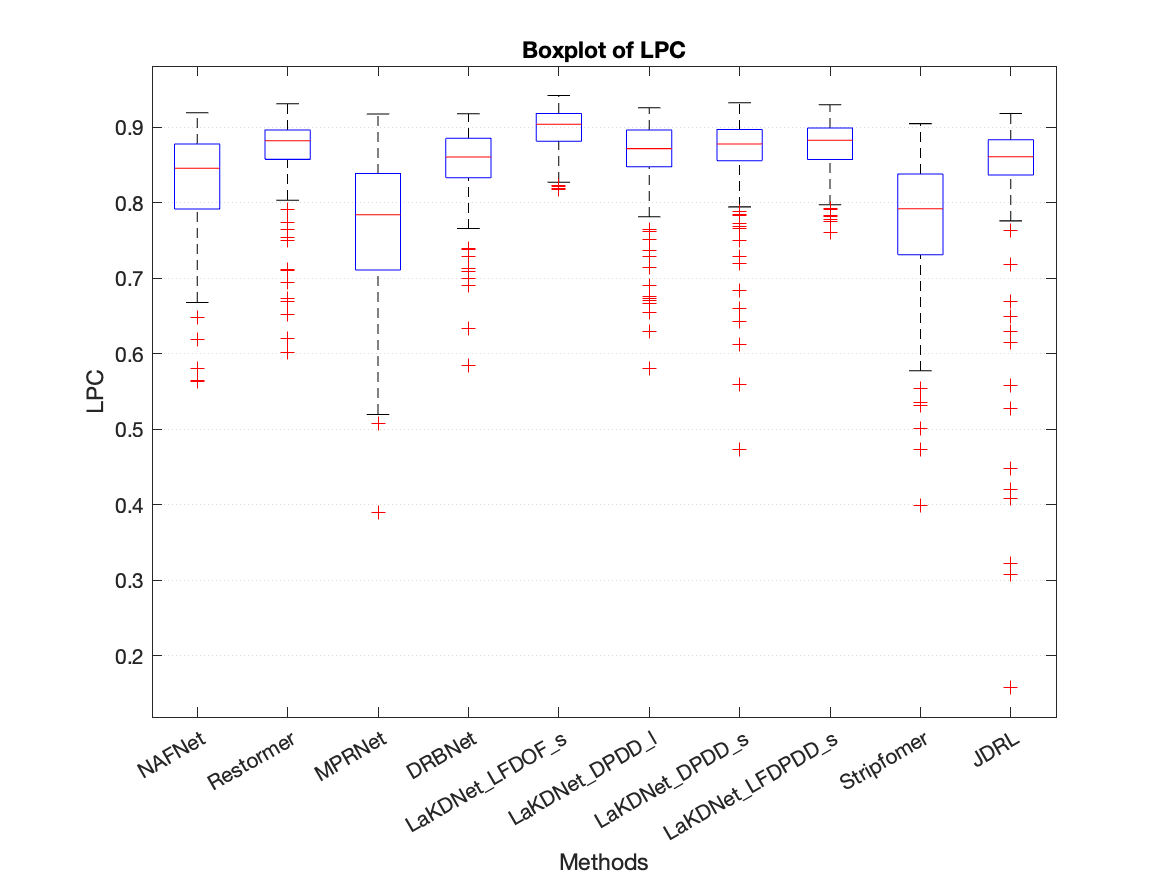 Boxplot of LPC
0.9
0.8
0.7
0.6
0.5
0.4
0.3
0.2
LPC
NAFNet
Restormer
MPRNet
DRBNet
LaKDNet_LFDOF_s
LaKDNet_DPDD_l
LaKDNet_DPDD_s
LaKDNet_LFDPDD_s
Stripfomer
JDRL
Methods